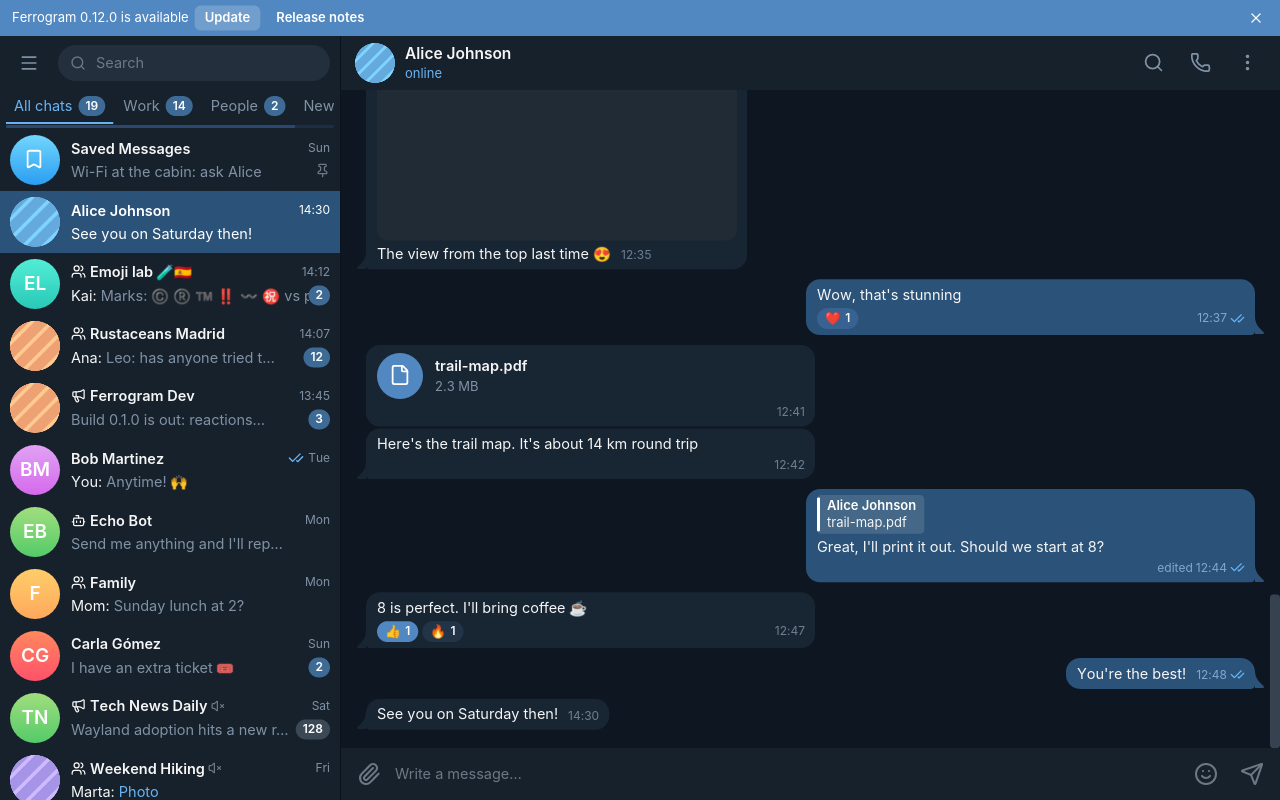 Ferrogram 0.12.0 is available Update Release notes
Search
All chats 19 Work 14 People 2 New
Saved Messages Sun
Wi-Fi at the cabin: ask Alice
Alice Johnson 14:30
See you on Saturday then!
EL Emoji lab 🧪🇪🇸 14:12
Kai: Marks: © ® ™ ‼️ 〰️ ㊗️ vs 2
Rustaceans Madrid 14:07
Ana: Leo: has anyone tried t... 12
Ferrogram Dev 13:45
Build 0.1.0 is out: reactions... 3
BM Bob Martinez Tue
You: Anytime! 🙌
EB Echo Bot Mon
Send me anything and I'll rep...
F Family Mon
Mom: Sunday lunch at 2?
CG Carla Gómez Sun
I have an extra ticket 🎟️ 2
TN Tech News Daily Sat
Wayland adoption hits a new r... 128
Weekend Hiking Fri
Marta: Photo
Alice Johnson
online
The view from the top last time 😍 12:35
Wow, that's stunning
❤️ 1 12:37
trail-map.pdf
2.3 MB
12:41
Here's the trail map. It's about 14 km round trip
12:42
Alice Johnson
trail-map.pdf
Great, I'll print it out. Should we start at 8?
edited 12:44
8 is perfect. I'll bring coffee ☕
👍 1 🔥 1 12:47
You're the best! 12:48
See you on Saturday then! 14:30
Write a message...